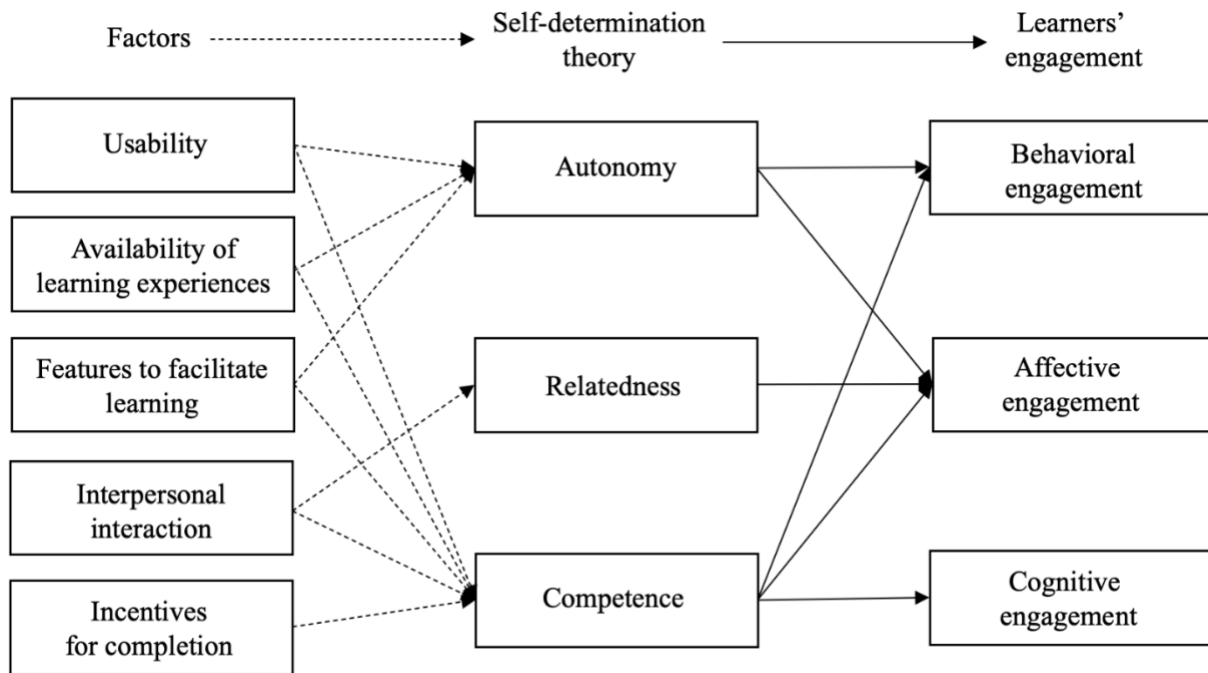 Factors
Self-determination
theory
Learners’
engagement
Usability
Autonomy
Behavioral
engagement
Availability of
learning experiences
Features to facilitate
learning
Relatedness
Affective
engagement
Interpersonal
interaction
Incentives
for completion
Competence
Cognitive
engagement